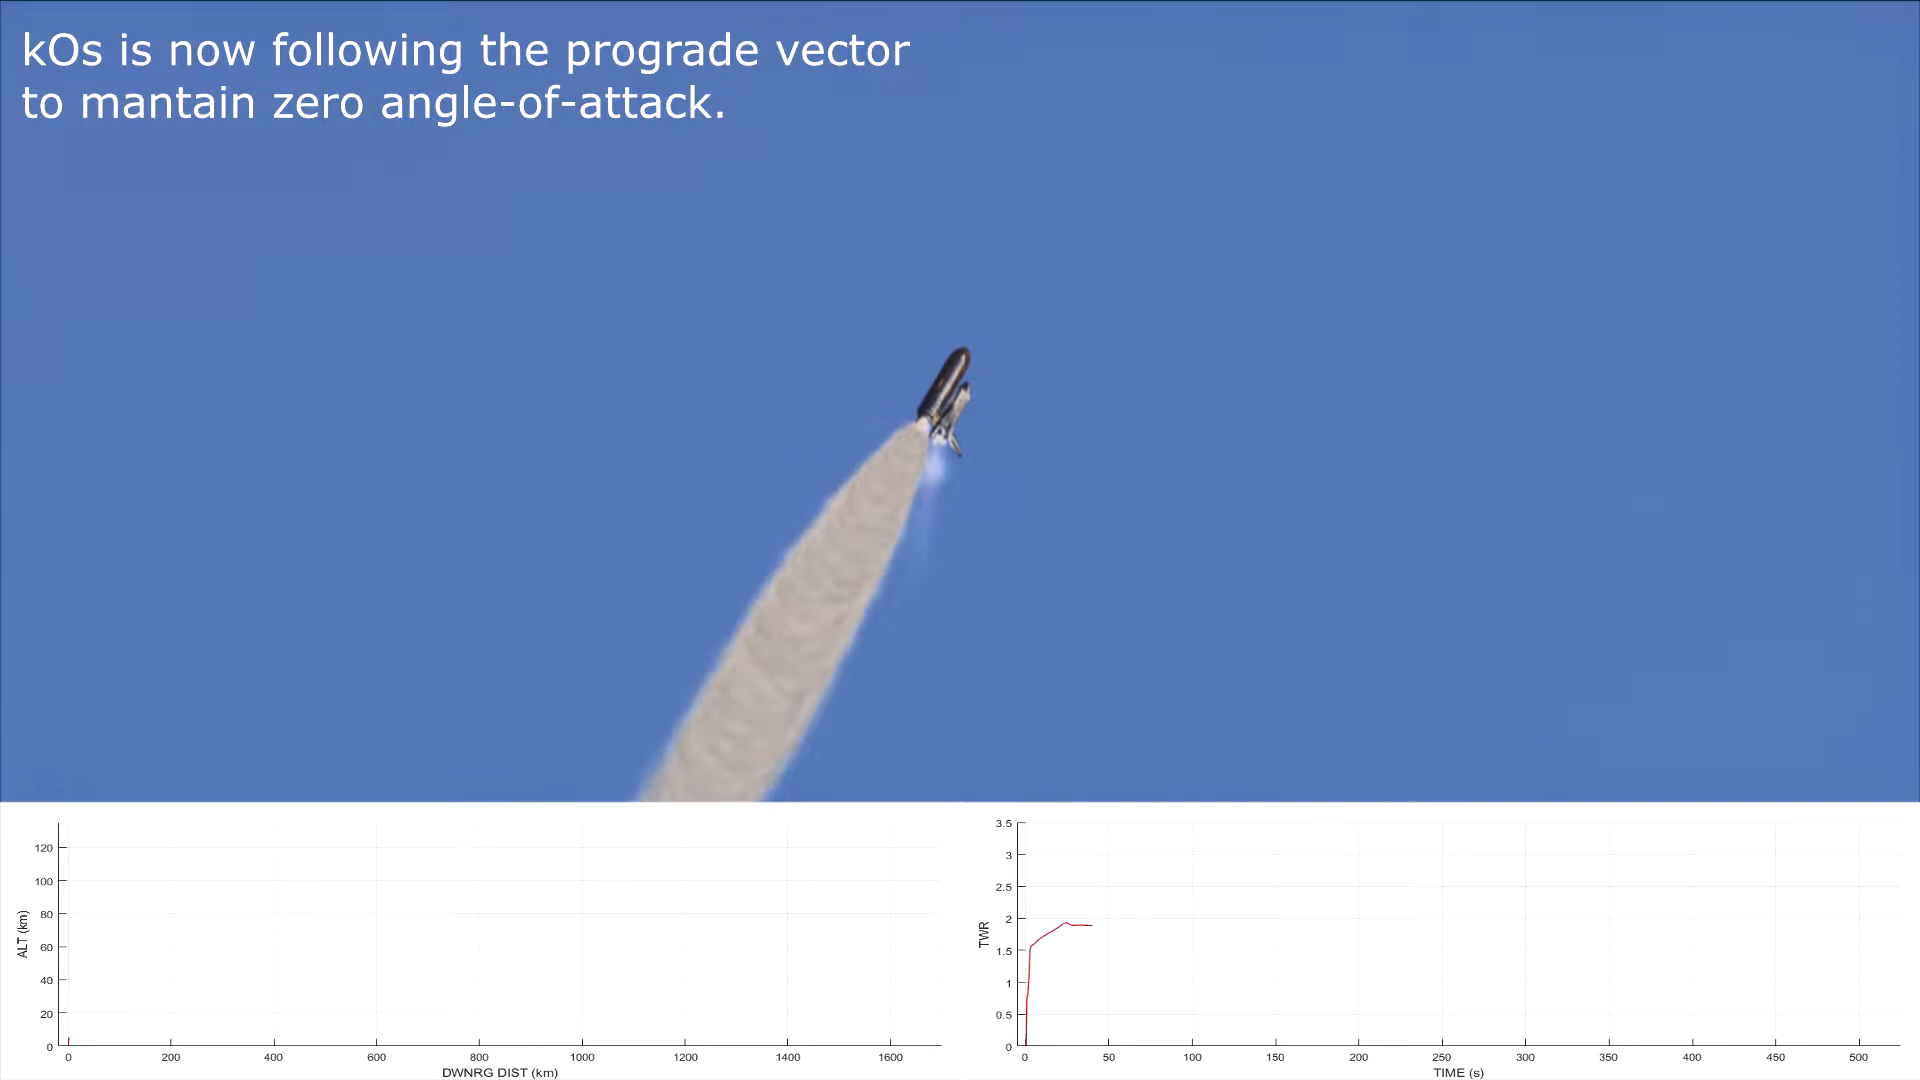 kOs is now following the prograde vector
to mantain zero angle-of-attack.
120
100
80
60
40
20
0
ALT (km)
0 200 400 600 800 1000 1200 1400 1600
DWNRG DIST (km)
3.5
3
2.5
2
1.5
1
0.5
0
TWR
0 50 100 150 200 250 300 350 400 450 500
TIME (s)